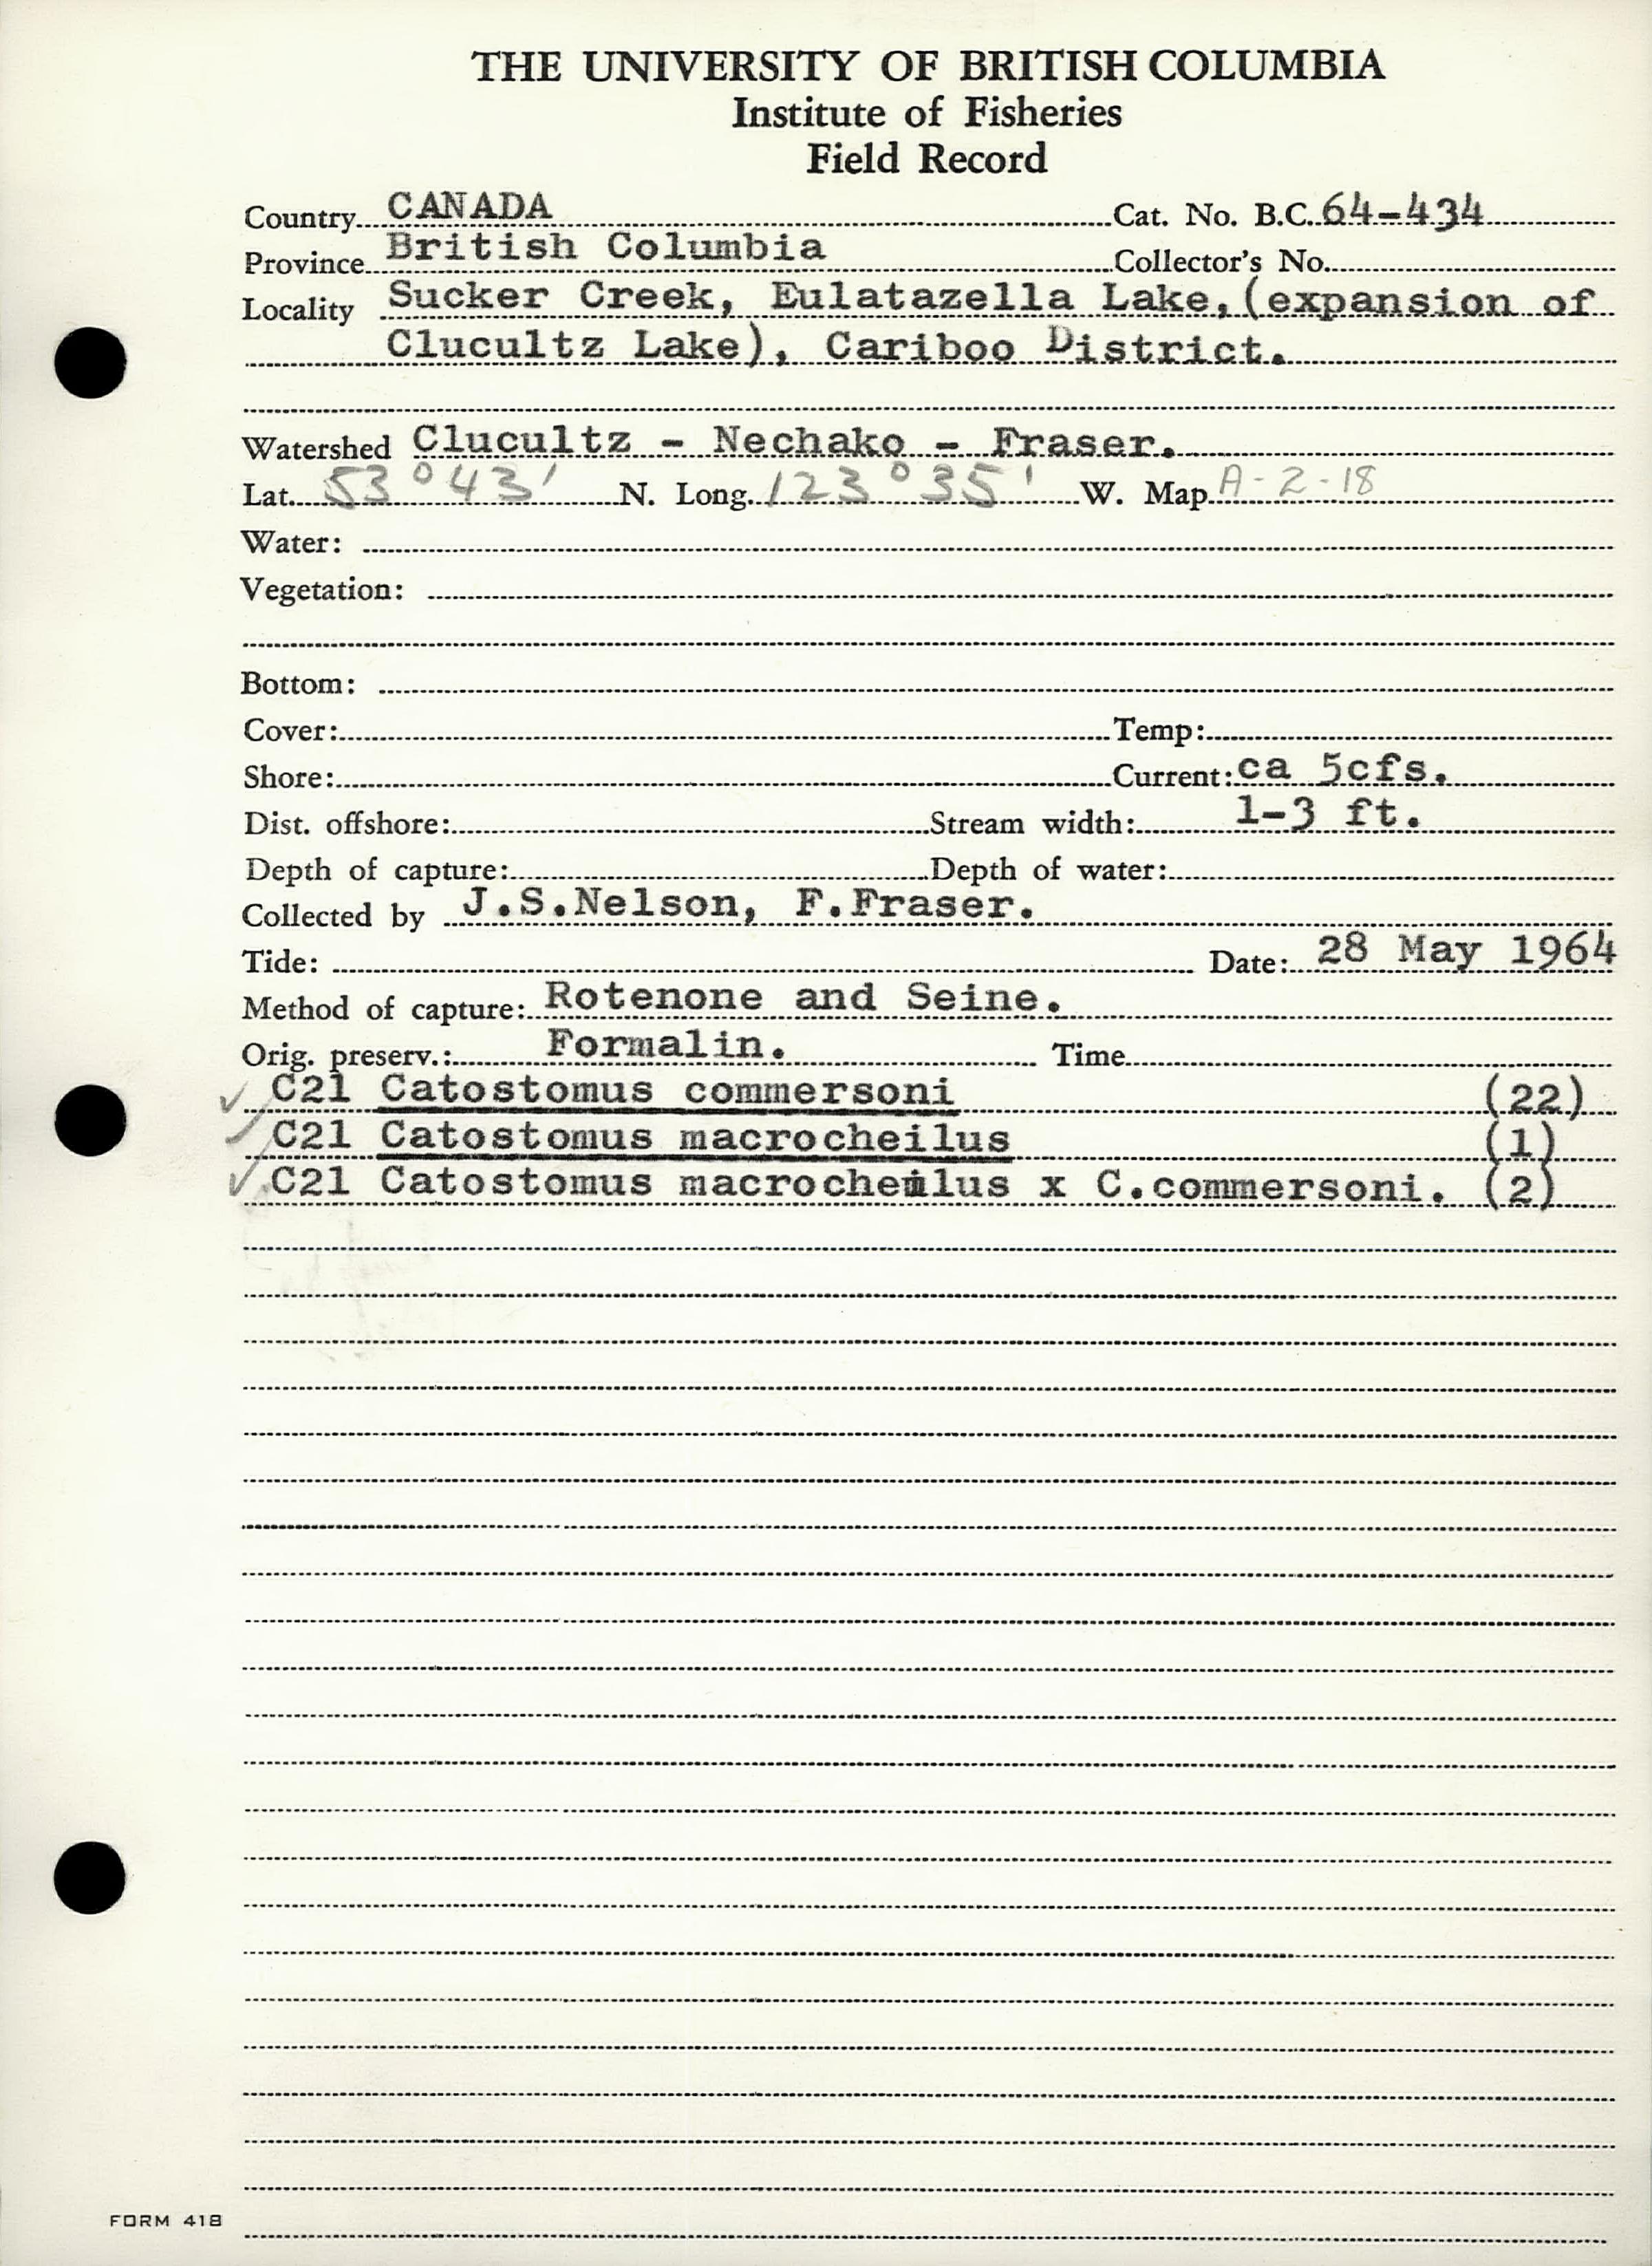 THE UNIVERSITY OF BRITISH COLUMBIA
Institute of Fisheries
Field Record
Country CANADA Cat. No. B.C. 64-434
Province British Columbia Collector's No.
Locality Sucker Creek, Eulatazella Lake, (expansion of
Clucultz Lake), Cariboo District.
Watershed Clucultz - Nechako - Fraser.
Lat. 53°43' N. Long. 123°35' W. Map A-2-18
Water:
Vegetation:
Bottom:
Cover: Temp:
Shore: Current: ca 5cfs.
Dist. offshore: Stream width: 1-3 ft.
Depth of capture: Depth of water:
Collected by J.S.Nelson, F.Fraser.
Tide: Date: 28 May 1964
Method of capture: Rotenone and Seine.
Orig. preserv.: Formalin. Time
✓ C21 Catostomus commersoni (22)
✓ C21 Catostomus macrocheilus (1)
✓ C21 Catostomus macrocheilus x C.commersoni. (2)
FORM 418